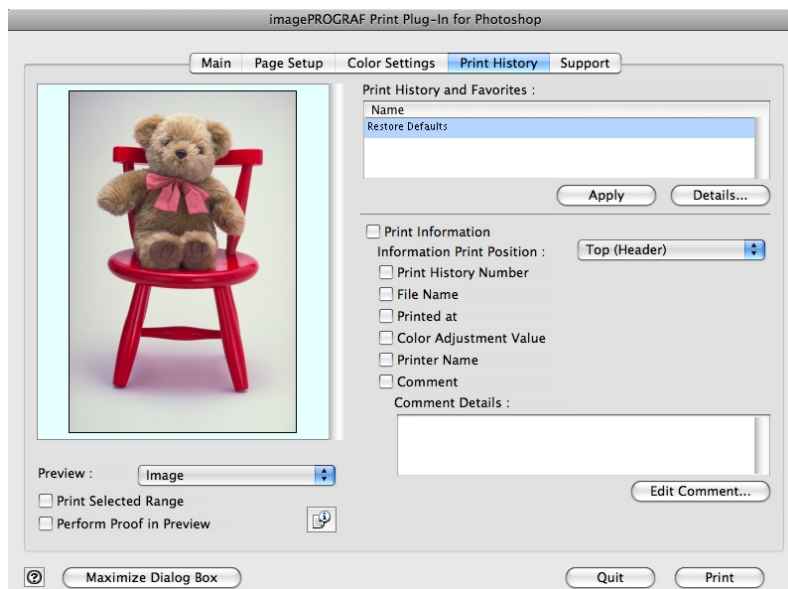 imagePROGRAF Print Plug-In for Photoshop
Main Page Setup Color Settings Print History Support
Print History and Favorites :
Name
Restore Defaults
Apply Details...
Print Information
Information Print Position : Top (Header)
Print History Number
File Name
Printed at
Color Adjustment Value
Printer Name
Comment
Comment Details :
Edit Comment...
Preview : Image
Print Selected Range
Perform Proof in Preview
? Maximize Dialog Box Quit Print